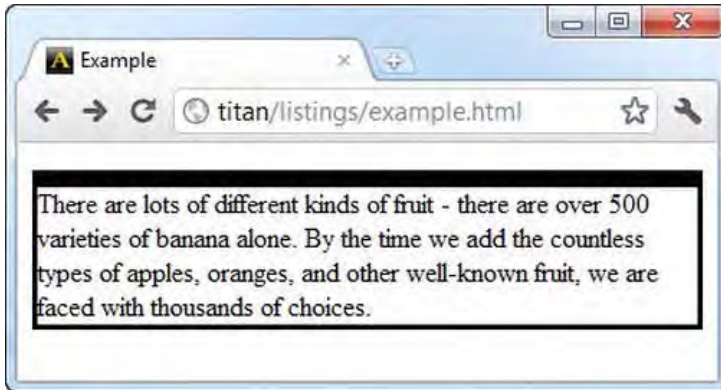 Example
titan/listings/example.html
There are lots of different kinds of fruit - there are over 500
varieties of banana alone. By the time we add the countless
types of apples, oranges, and other well-known fruit, we are
faced with thousands of choices.